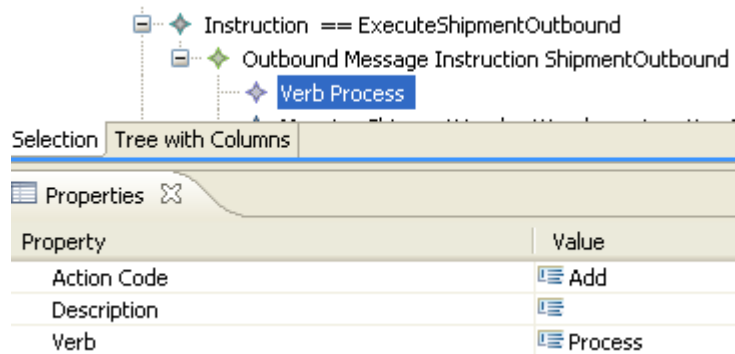 Instruction == ExecuteShipmentOutbound
Outbound Message Instruction ShipmentOutbound
Verb Process
Selection Tree with Columns
Properties
Property Value
Action Code Add
Description
Verb Process